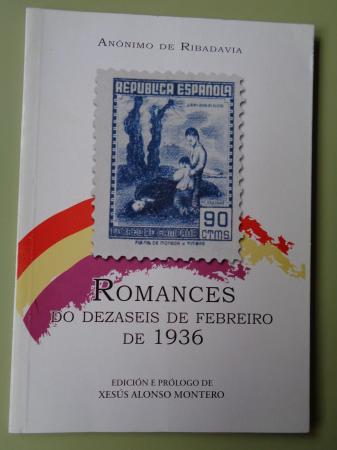 ANÓNIMO DE RIBADAVIA
REPUBLICA ESPAÑOLA
90
CTMS.
ROMANCES
DO DEZASEIS DE FEBREIRO
DE 1936
EDICIÓN E PRÓLOGO DE
XESÚS ALONSO MONTERO